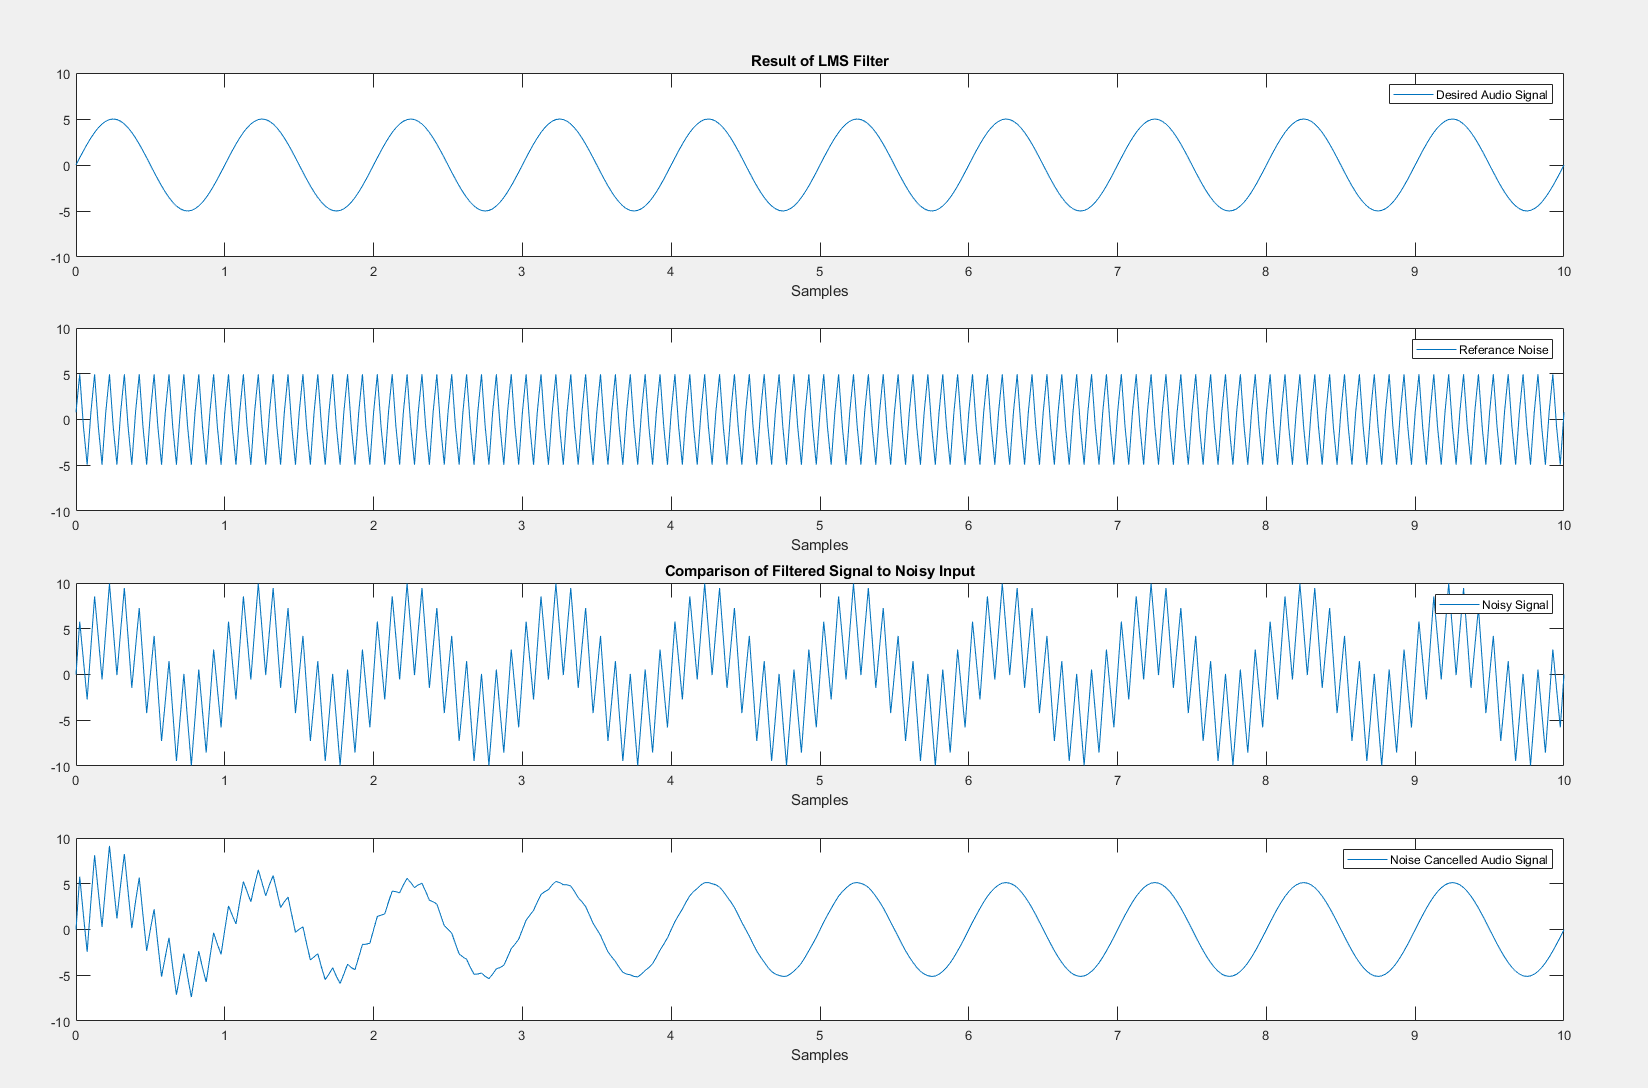 Result of LMS Filter
10
5
0
-5
-10
Desired Audio Signal
0 1 2 3 4 5 6 7 8 9 10
Samples
10
5
0
-5
-10
Referance Noise
0 1 2 3 4 5 6 7 8 9 10
Samples
Comparison of Filtered Signal to Noisy Input
10
5
0
-5
-10
Noisy Signal
0 1 2 3 4 5 6 7 8 9 10
Samples
10
5
0
-5
-10
Noise Cancelled Audio Signal
0 1 2 3 4 5 6 7 8 9 10
Samples